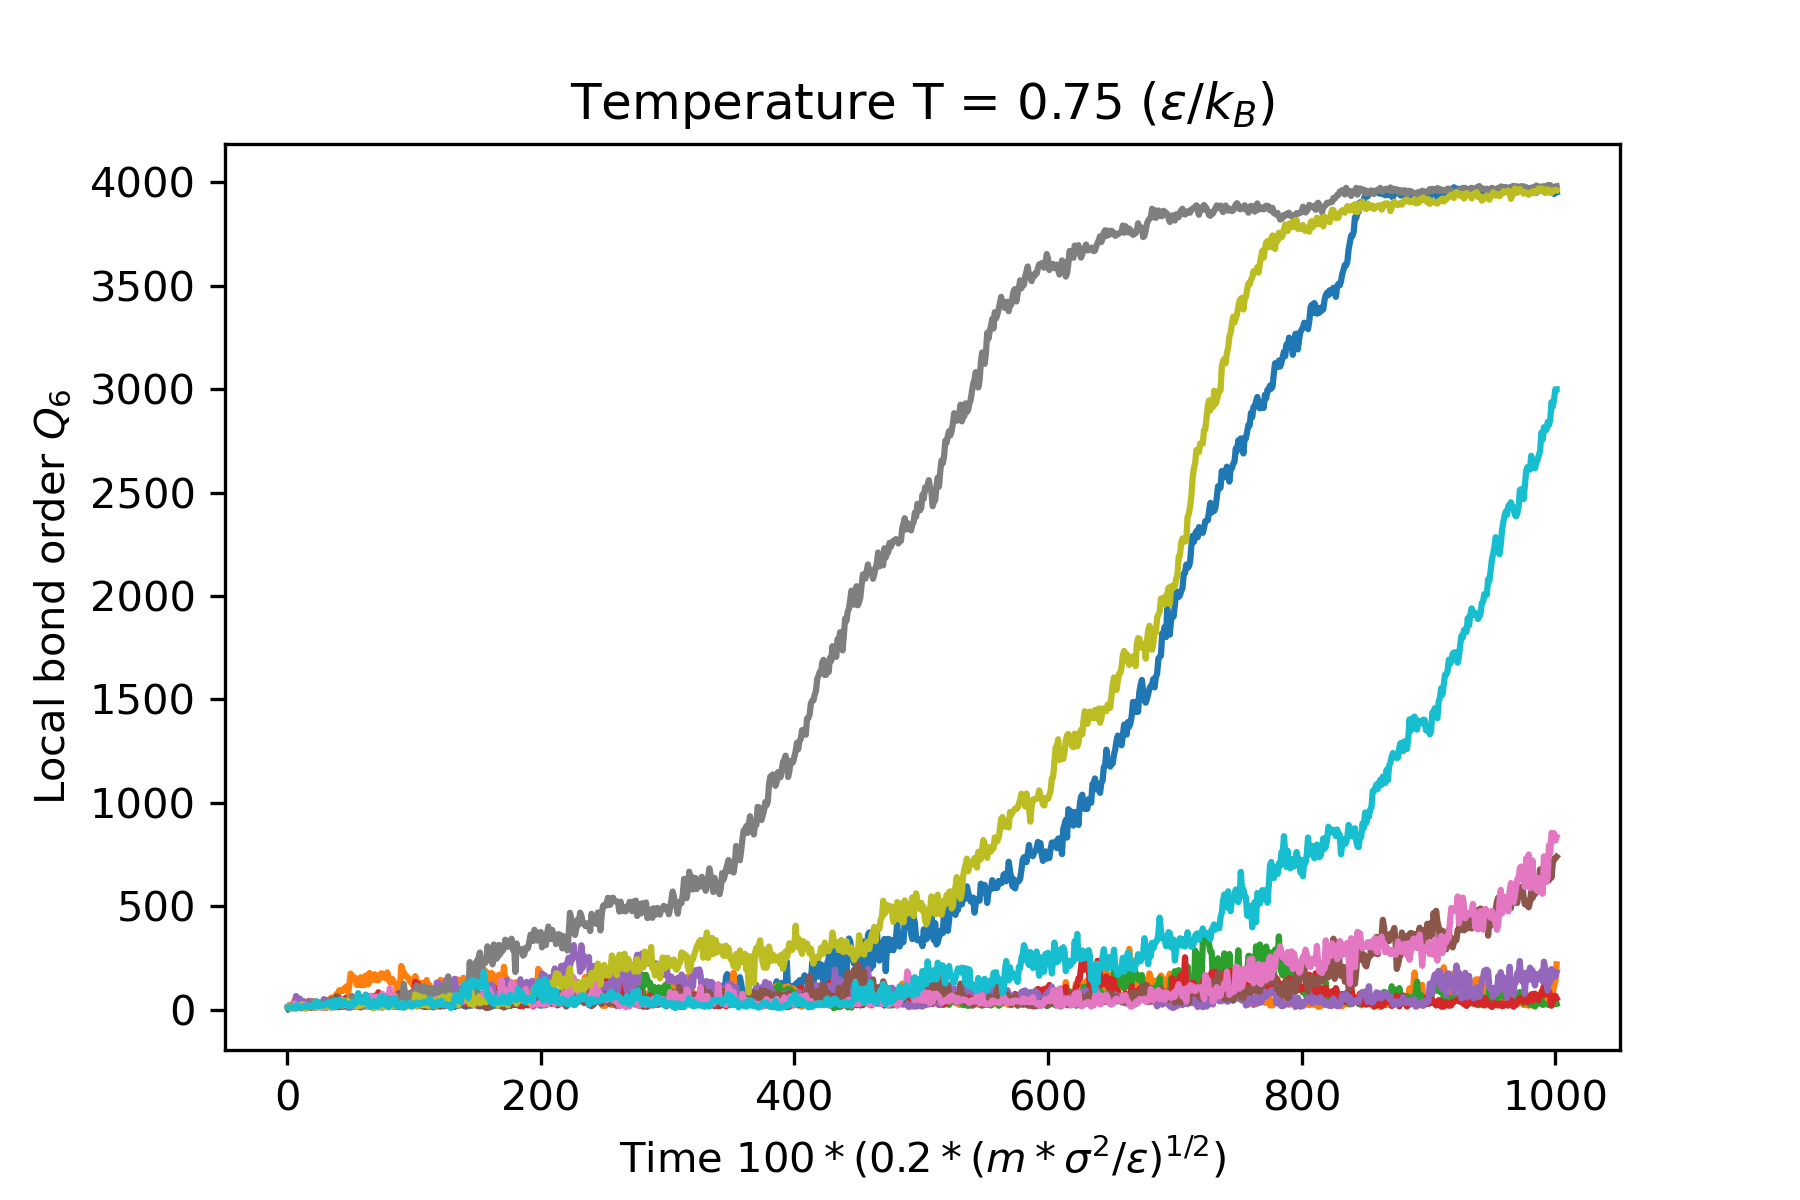 Temperature T = 0.75 (ε/k_B)
Local bond order Q_6
4000
3500
3000
2500
2000
1500
1000
500
0
0 200 400 600 800 1000
Time 100 * (0.2 * (m * σ^2/ε)^{1/2})